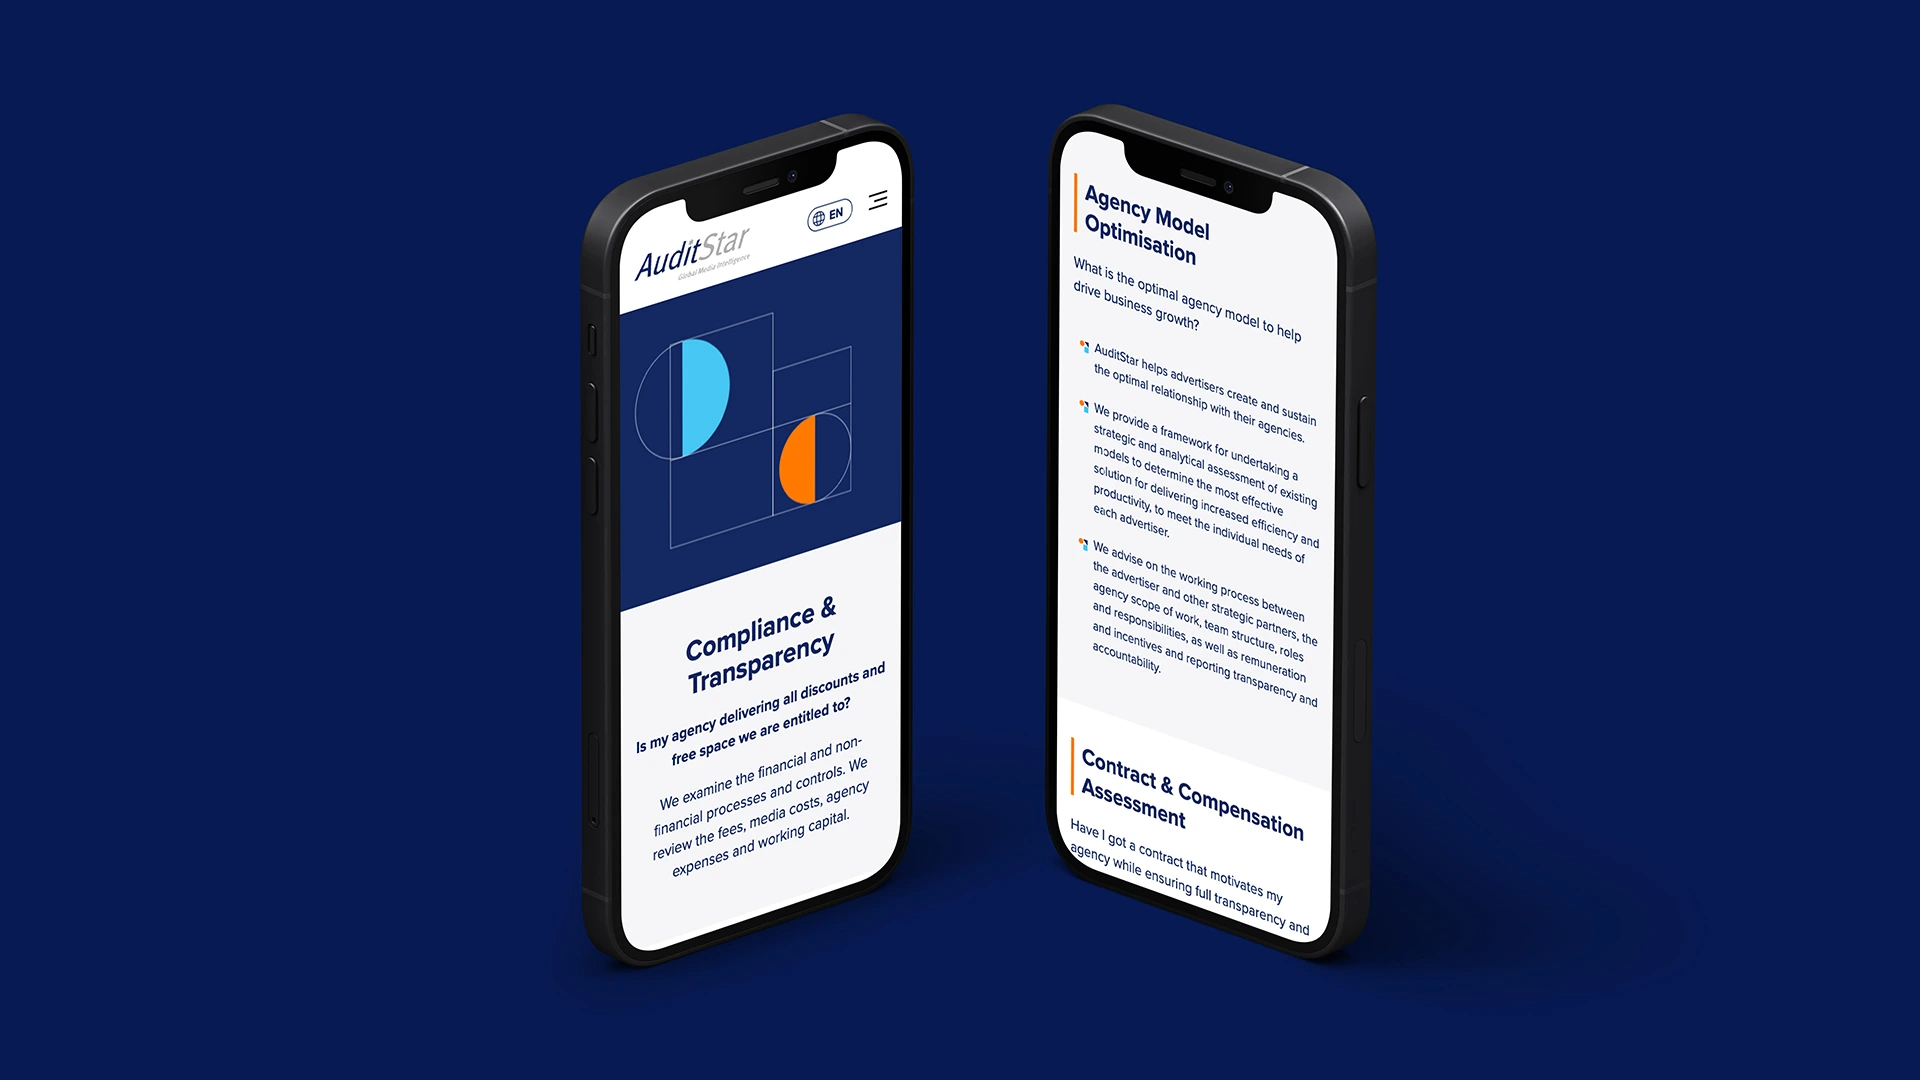 AuditStar
Global Media Intelligence
EN
Compliance &
Transparency
Is my agency delivering all discounts and
free space we are entitled to?
We examine the financial and non-
financial processes and controls. We
review the fees, media costs, agency
expenses and working capital.
Agency Model
Optimisation
What is the optimal agency model to help
drive business growth?
AuditStar helps advertisers create and sustain
the optimal relationship with their agencies.
We provide a framework for undertaking a
strategic and analytical assessment of existing
models to determine the most effective
solution for delivering increased efficiency and
productivity, to meet the individual needs of
each advertiser.
We advise on the working process between
the advertiser and other strategic partners, the
agency scope of work, team structure, roles
and responsibilities, as well as remuneration
and incentives and reporting transparency and
accountability.
Contract & Compensation
Assessment
Have I got a contract that motivates my
agency while ensuring full transparency and